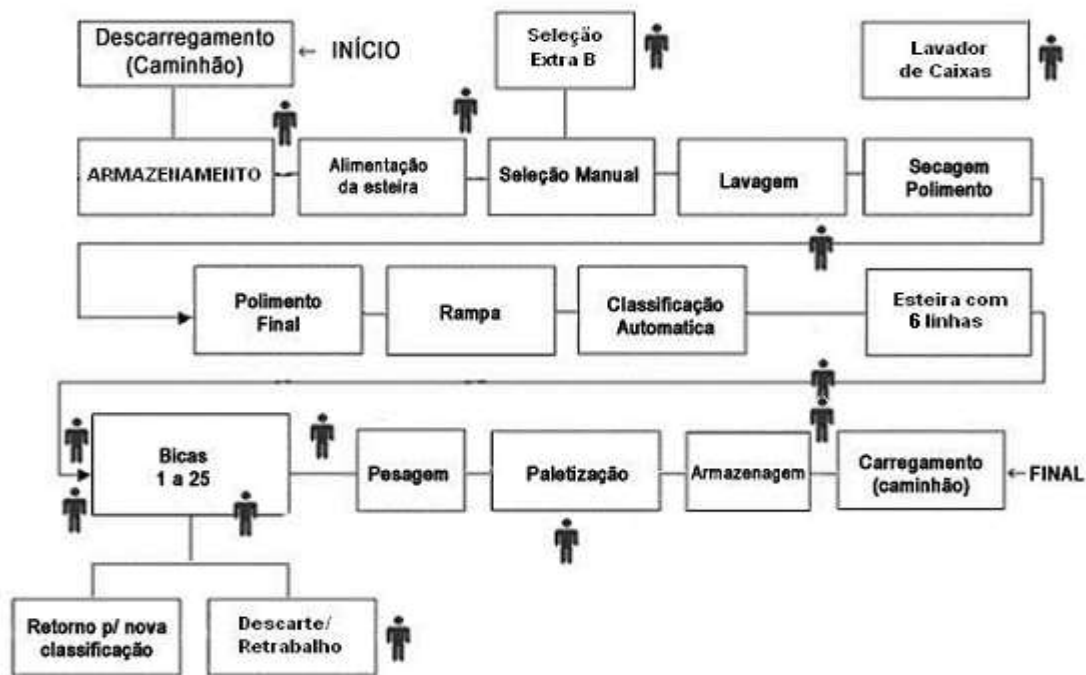 Descarregamento
(Caminhão)
← INÍCIO
Seleção
Extra B
Lavador
de Caixas
ARMAZENAMENTO
Alimentação
da esteira
Seleção Manual
Lavagem
Secagem
Polimento
Polimento
Final
Rampa
Classificação
Automatica
Esteira com
6 linhas
Bicas
1 a 25
Pesagem
Paletização
Armazenagem
Carregamento
(caminhão)
← FINAL
Retorno p/ nova
classificação
Descarte/
Retrabalho